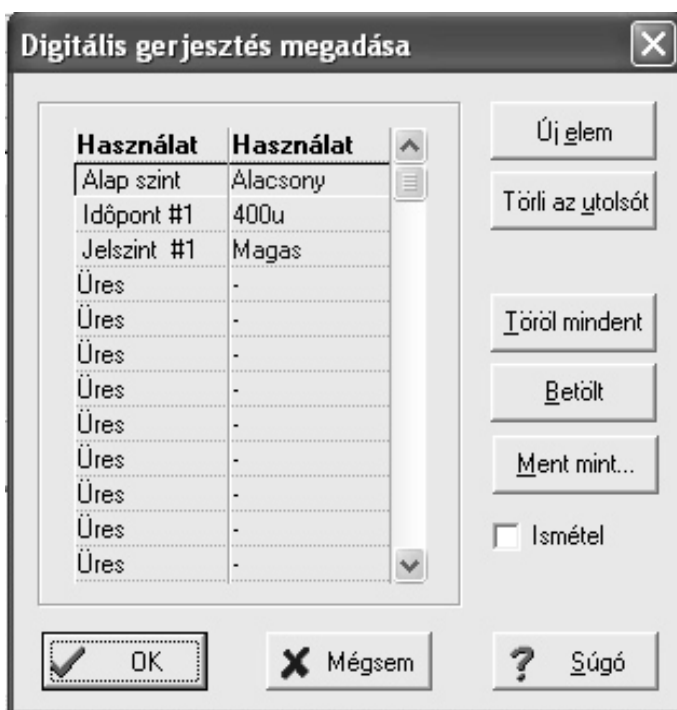 Digitális gerjesztés megadása
Használat Használat
Alap szint Alacsony
Időpont #1 400u
Jelszint #1 Magas
Üres -
Üres -
Üres -
Üres -
Üres -
Üres -
Üres -
Üres -
Üres -
Új elem
Törli az utolsót
Töröl mindent
Betölt
Ment mint...
Ismétel
OK
Mégsem
? Súgó